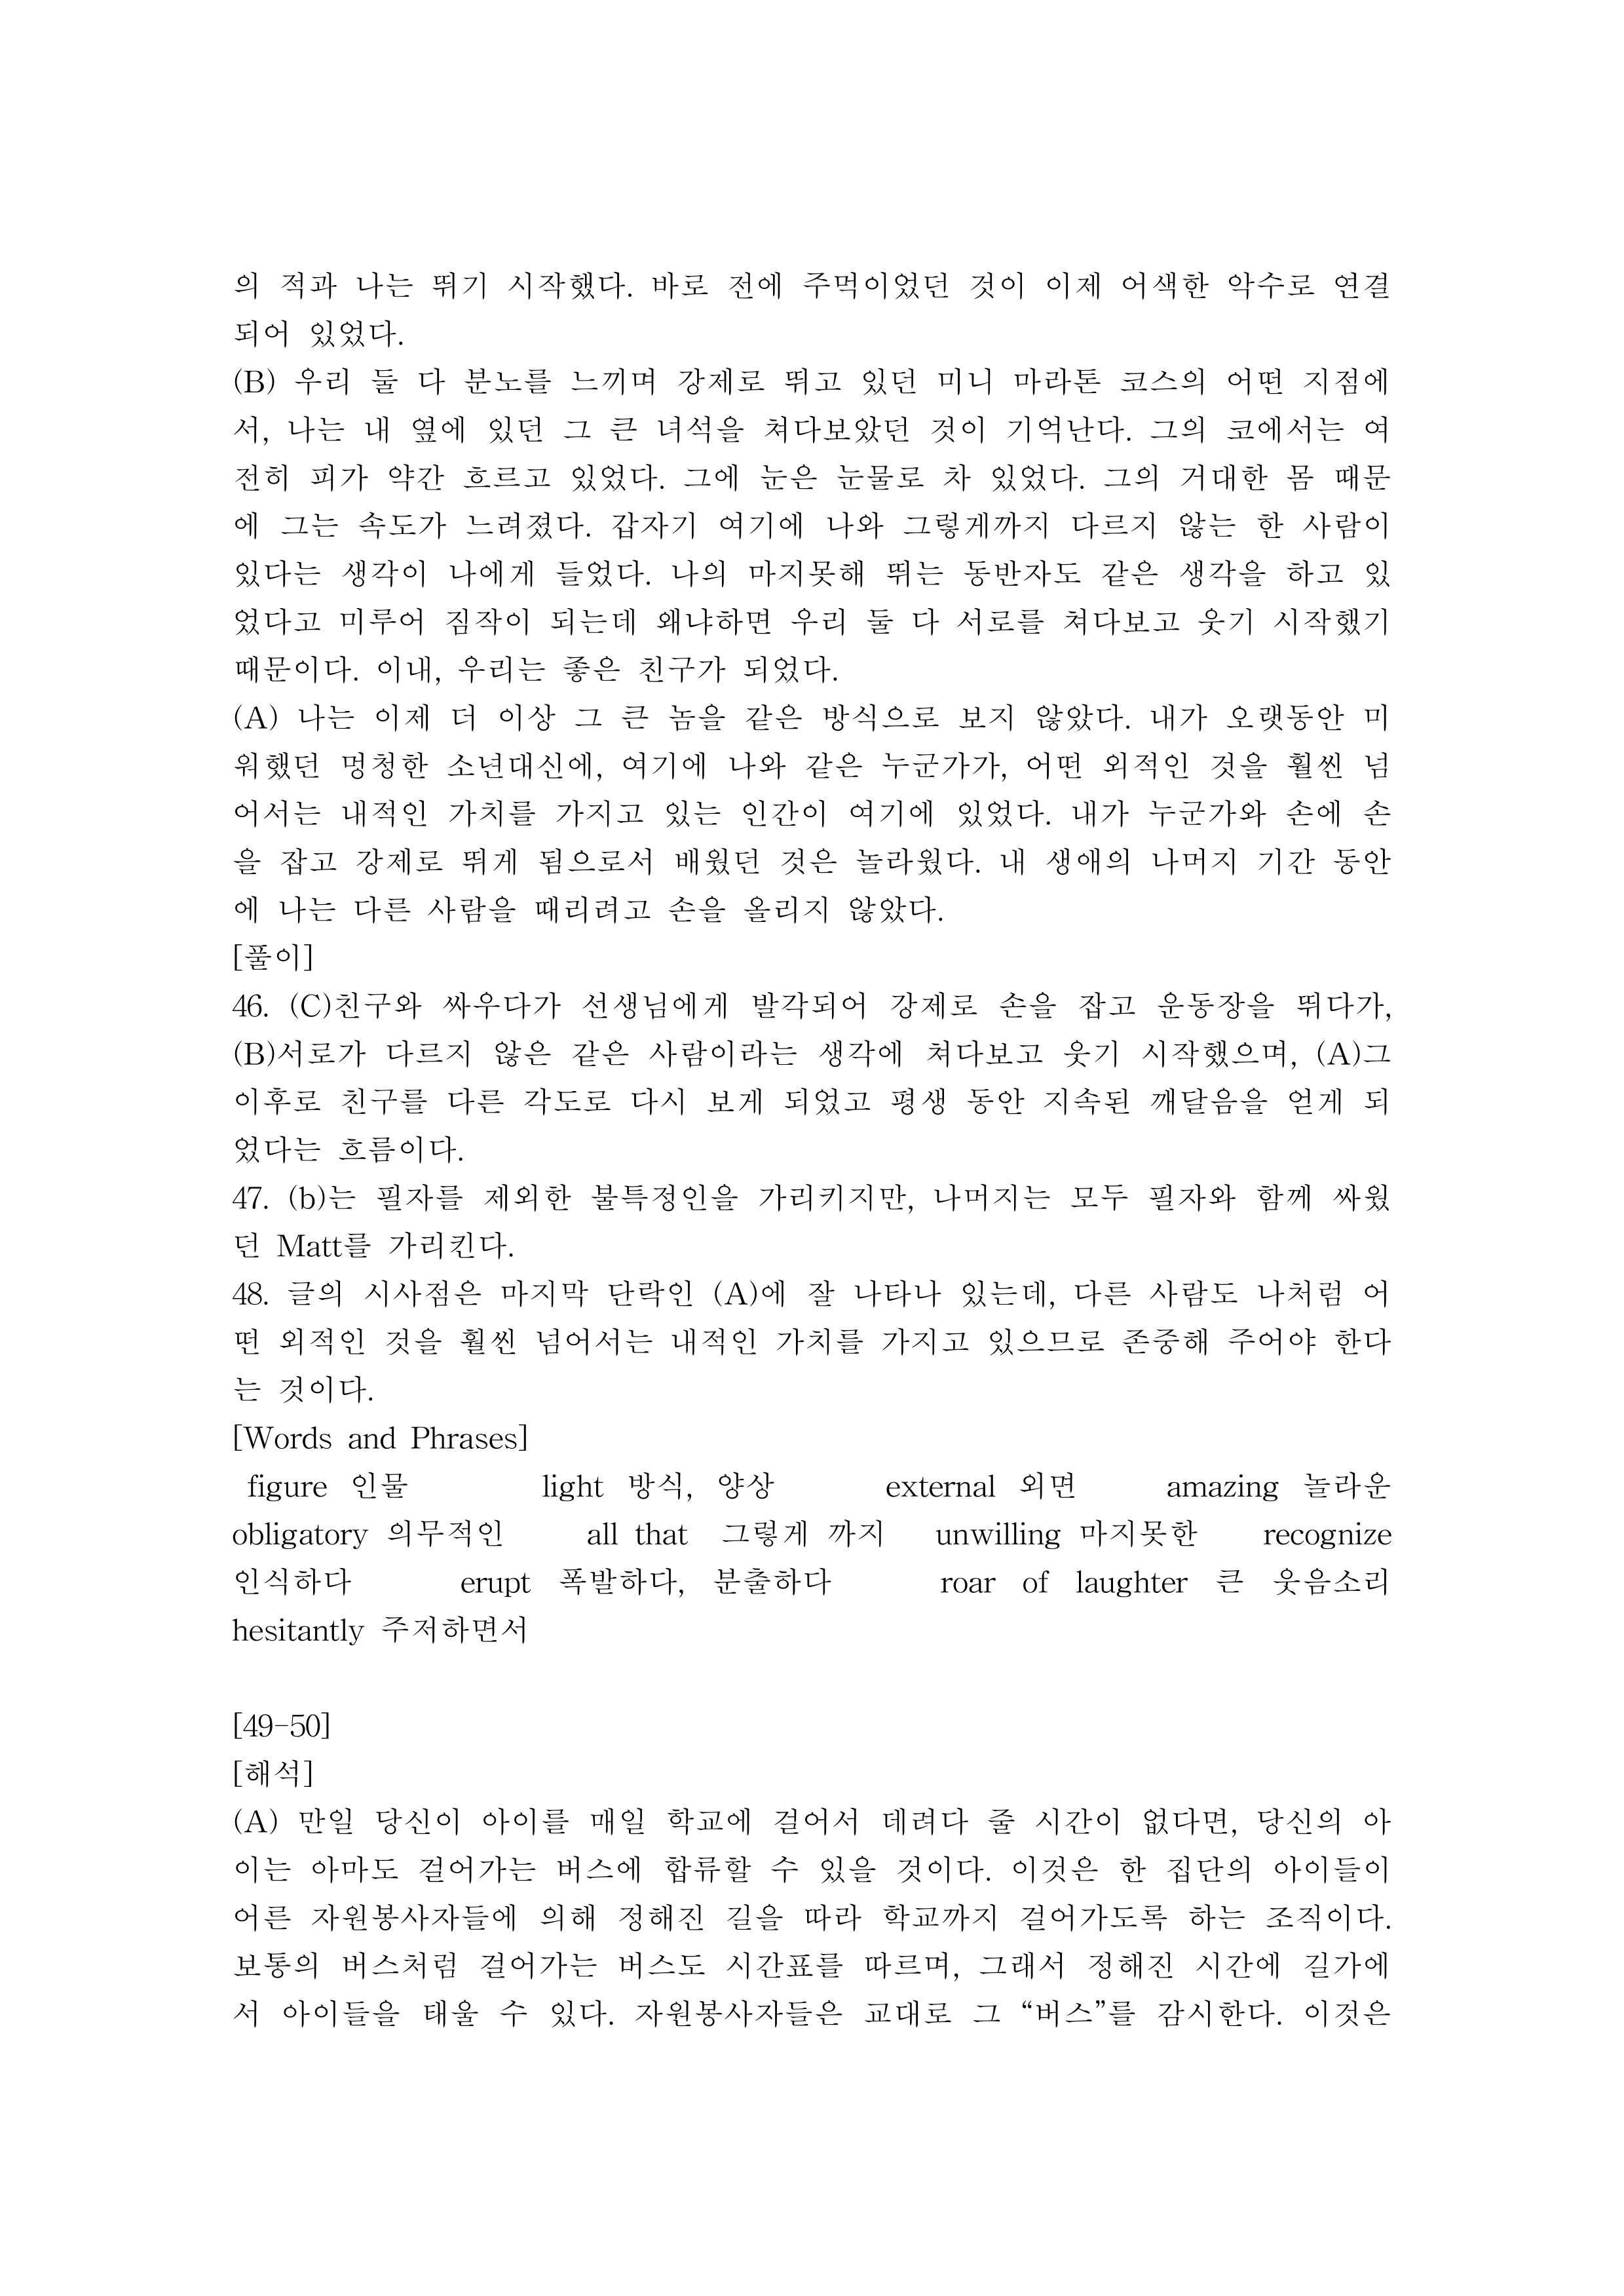 의 적과 나는 뛰기 시작했다. 바로 전에 주먹이었던 것이 이제 어색한 악수로 연결
되어 있었다.
(B) 우리 둘 다 분노를 느끼며 강제로 뛰고 있던 미니 마라톤 코스의 어떤 지점에
서, 나는 내 옆에 있던 그 큰 녀석을 쳐다보았던 것이 기억난다. 그의 코에서는 여
전히 피가 약간 흐르고 있었다. 그에 눈은 눈물로 차 있었다. 그의 거대한 몸 때문
에 그는 속도가 느려졌다. 갑자기 여기에 나와 그렇게까지 다르지 않는 한 사람이
있다는 생각이 나에게 들었다. 나의 마지못해 뛰는 동반자도 같은 생각을 하고 있
었다고 미루어 짐작이 되는데 왜냐하면 우리 둘 다 서로를 쳐다보고 웃기 시작했기
때문이다. 이내, 우리는 좋은 친구가 되었다.
(A) 나는 이제 더 이상 그 큰 놈을 같은 방식으로 보지 않았다. 내가 오랫동안 미
워했던 멍청한 소년대신에, 여기에 나와 같은 누군가가, 어떤 외적인 것을 훨씬 넘
어서는 내적인 가치를 가지고 있는 인간이 여기에 있었다. 내가 누군가와 손에 손
을 잡고 강제로 뛰게 됨으로서 배웠던 것은 놀라웠다. 내 생애의 나머지 기간 동안
에 나는 다른 사람을 때리려고 손을 올리지 않았다.
[풀이]
46. (C)친구와 싸우다가 선생님에게 발각되어 강제로 손을 잡고 운동장을 뛰다가,
(B)서로가 다르지 않은 같은 사람이라는 생각에 쳐다보고 웃기 시작했으며, (A)그
이후로 친구를 다른 각도로 다시 보게 되었고 평생 동안 지속된 깨달음을 얻게 되
었다는 흐름이다.
47. (b)는 필자를 제외한 불특정인을 가리키지만, 나머지는 모두 필자와 함께 싸웠
던 Matt를 가리킨다.
48. 글의 시사점은 마지막 단락인 (A)에 잘 나타나 있는데, 다른 사람도 나처럼 어
떤 외적인 것을 훨씬 넘어서는 내적인 가치를 가지고 있으므로 존중해 주어야 한다
는 것이다.
[Words and Phrases]
figure 인물 light 방식, 양상 external 외면 amazing 놀라운
obligatory 의무적인 all that 그렇게 까지 unwilling 마지못한 recognize
인식하다 erupt 폭발하다, 분출하다 roar of laughter 큰 웃음소리
hesitantly 주저하면서
[49-50]
[해석]
(A) 만일 당신이 아이를 매일 학교에 걸어서 데려다 줄 시간이 없다면, 당신의 아
이는 아마도 걸어가는 버스에 합류할 수 있을 것이다. 이것은 한 집단의 아이들이
어른 자원봉사자들에 의해 정해진 길을 따라 학교까지 걸어가도록 하는 조직이다.
보통의 버스처럼 걸어가는 버스도 시간표를 따르며, 그래서 정해진 시간에 길가에
서 아이들을 태울 수 있다. 자원봉사자들은 교대로 그 “버스”를 감시한다. 이것은